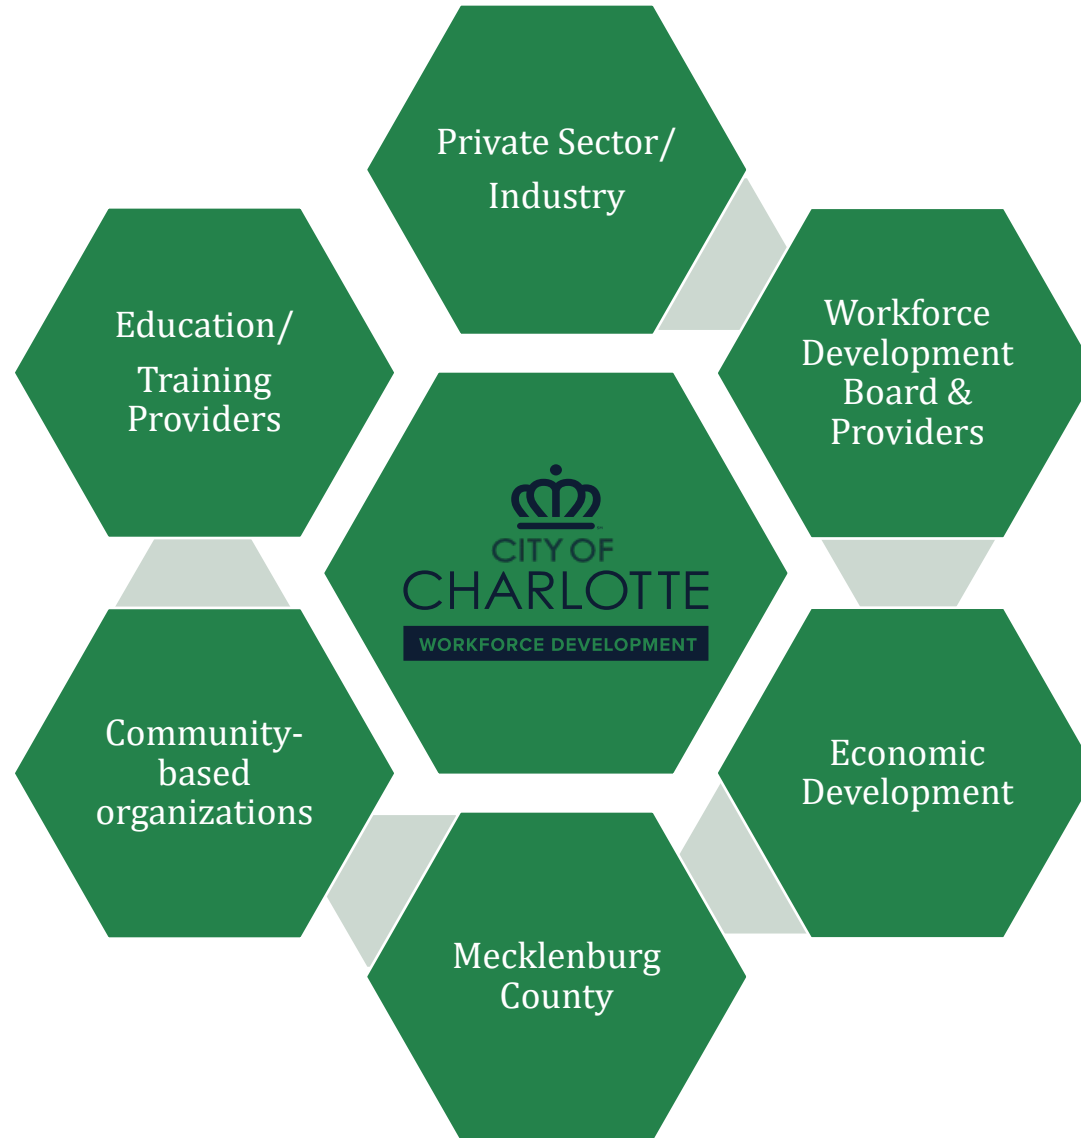 Private Sector/
Industry
Education/
Training
Providers
Workforce
Development
Board &
Providers
CITY OF
CHARLOTTE
WORKFORCE DEVELOPMENT
Community-
based
organizations
Economic
Development
Mecklenburg
County